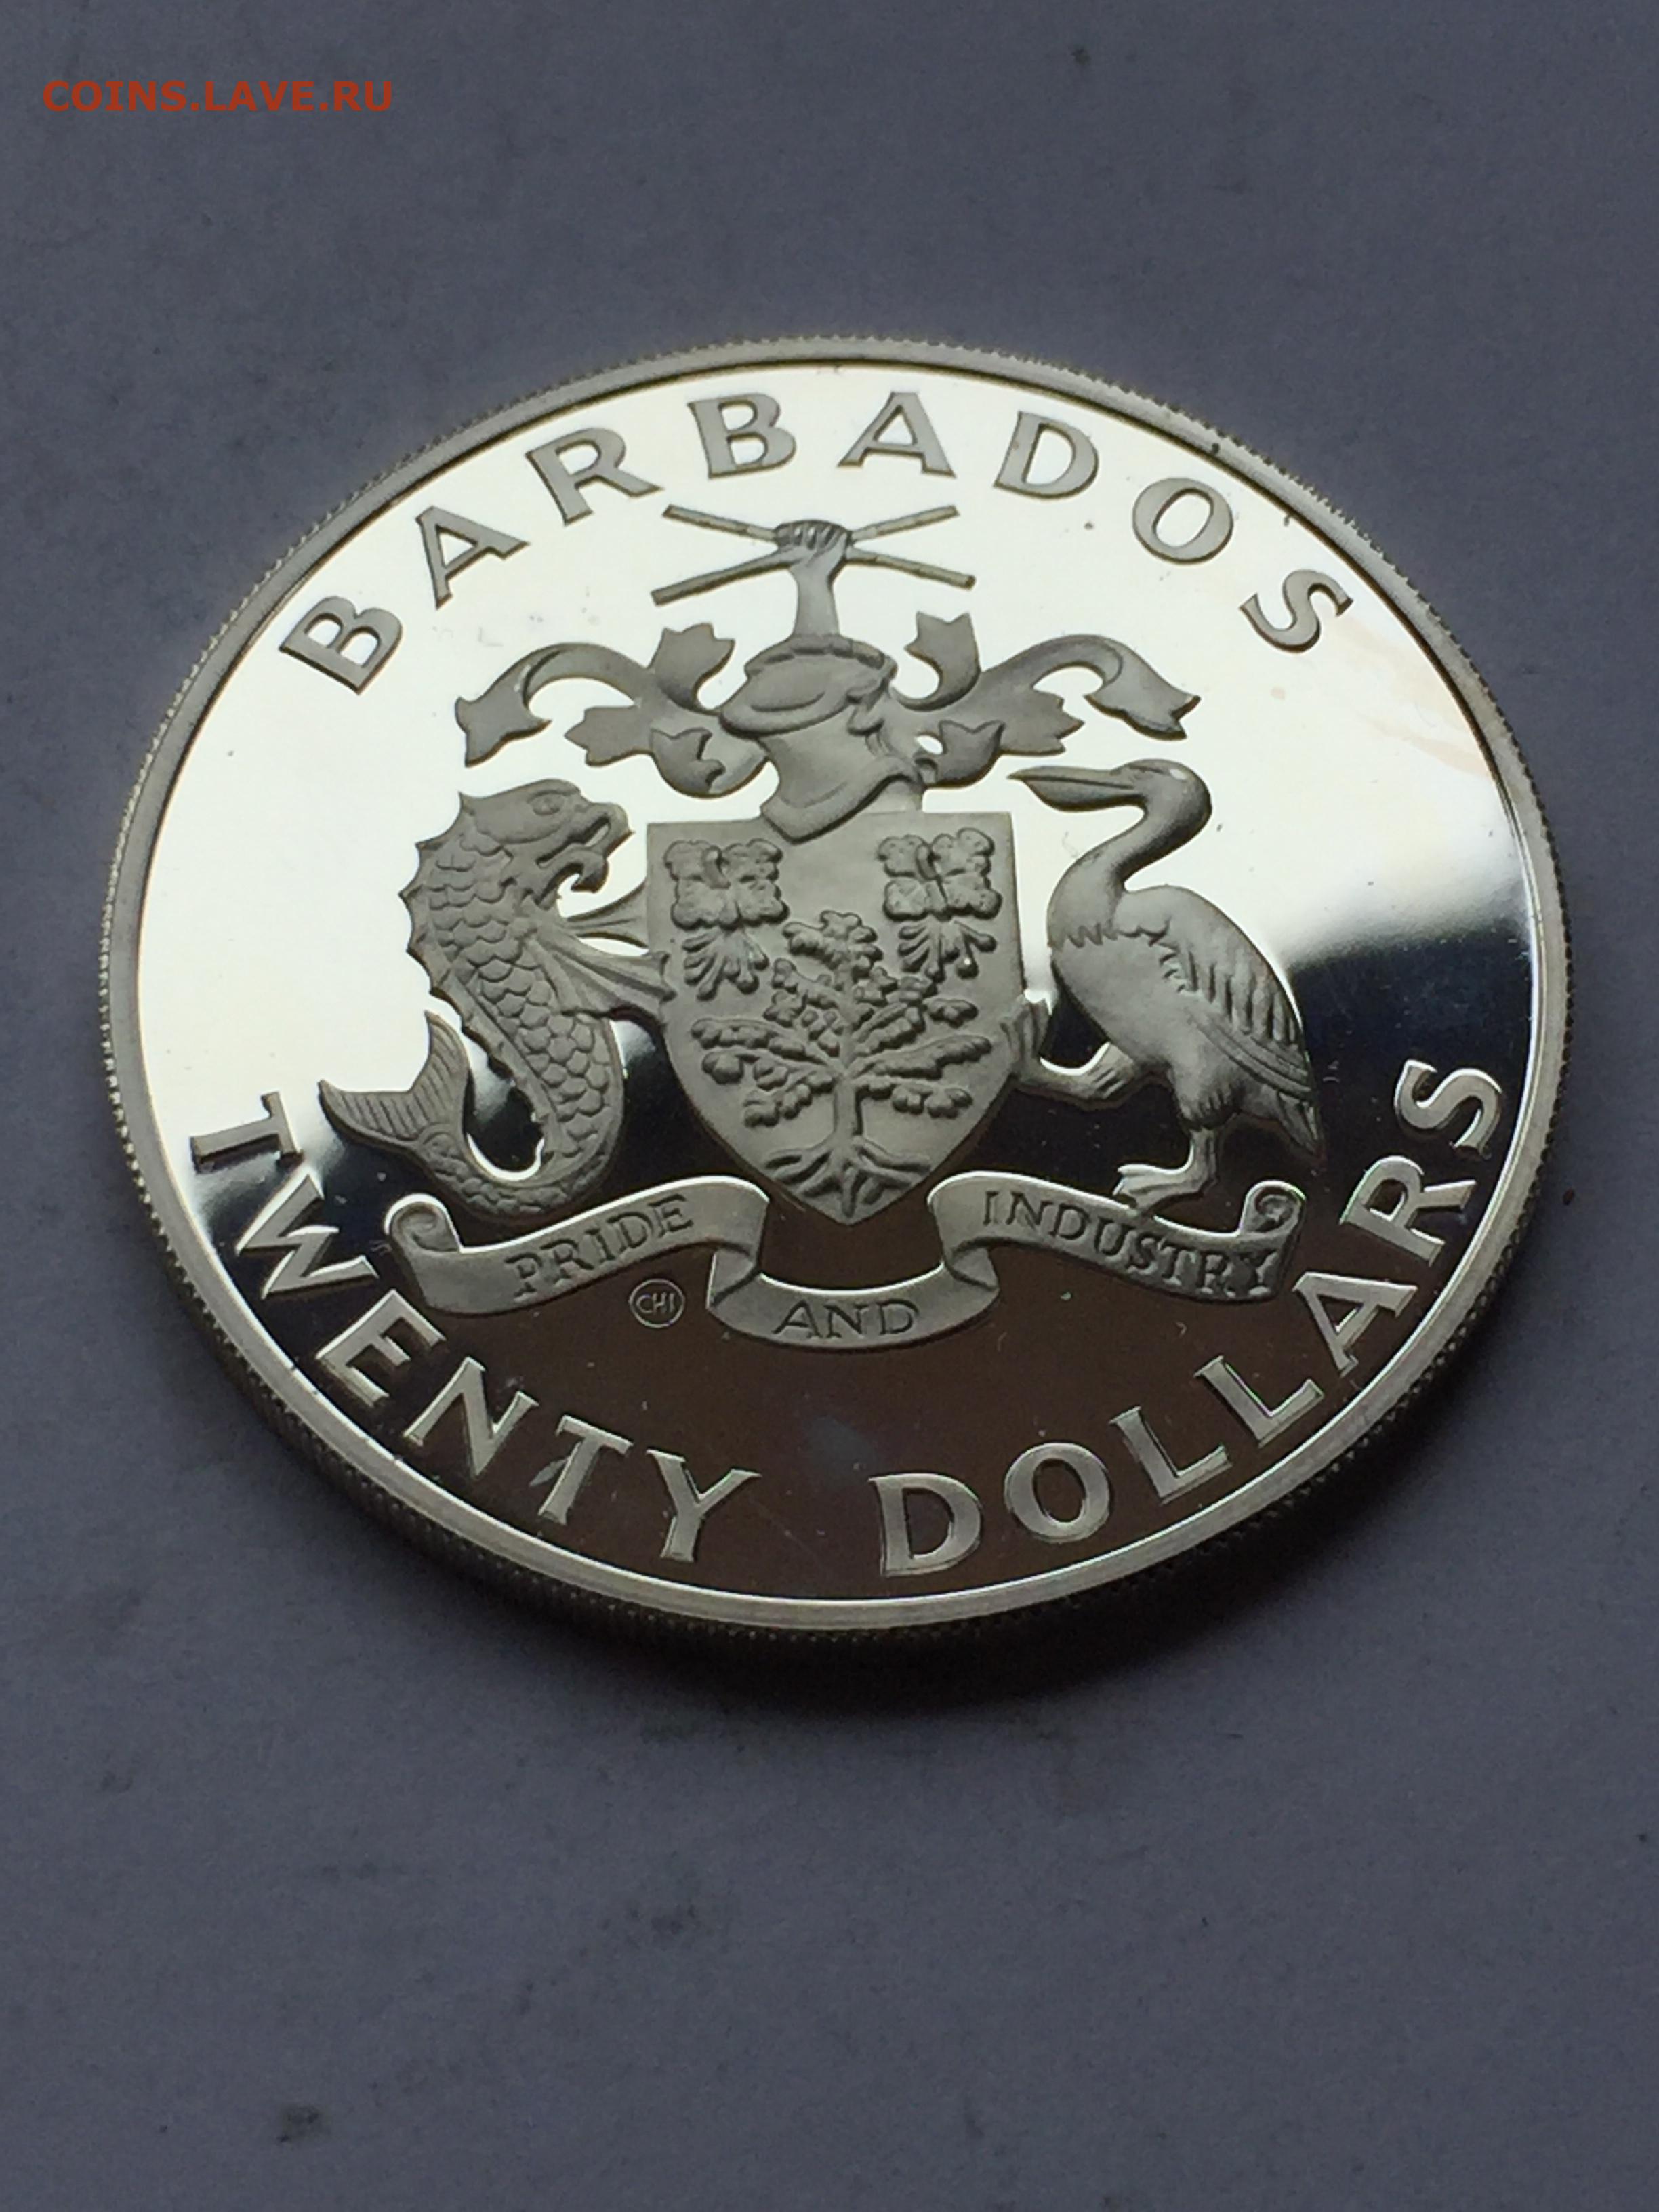 COINS.LAVE.RU
BARBADOS
PRIDE AND INDUSTRY
CHI
TWENTY DOLLARS